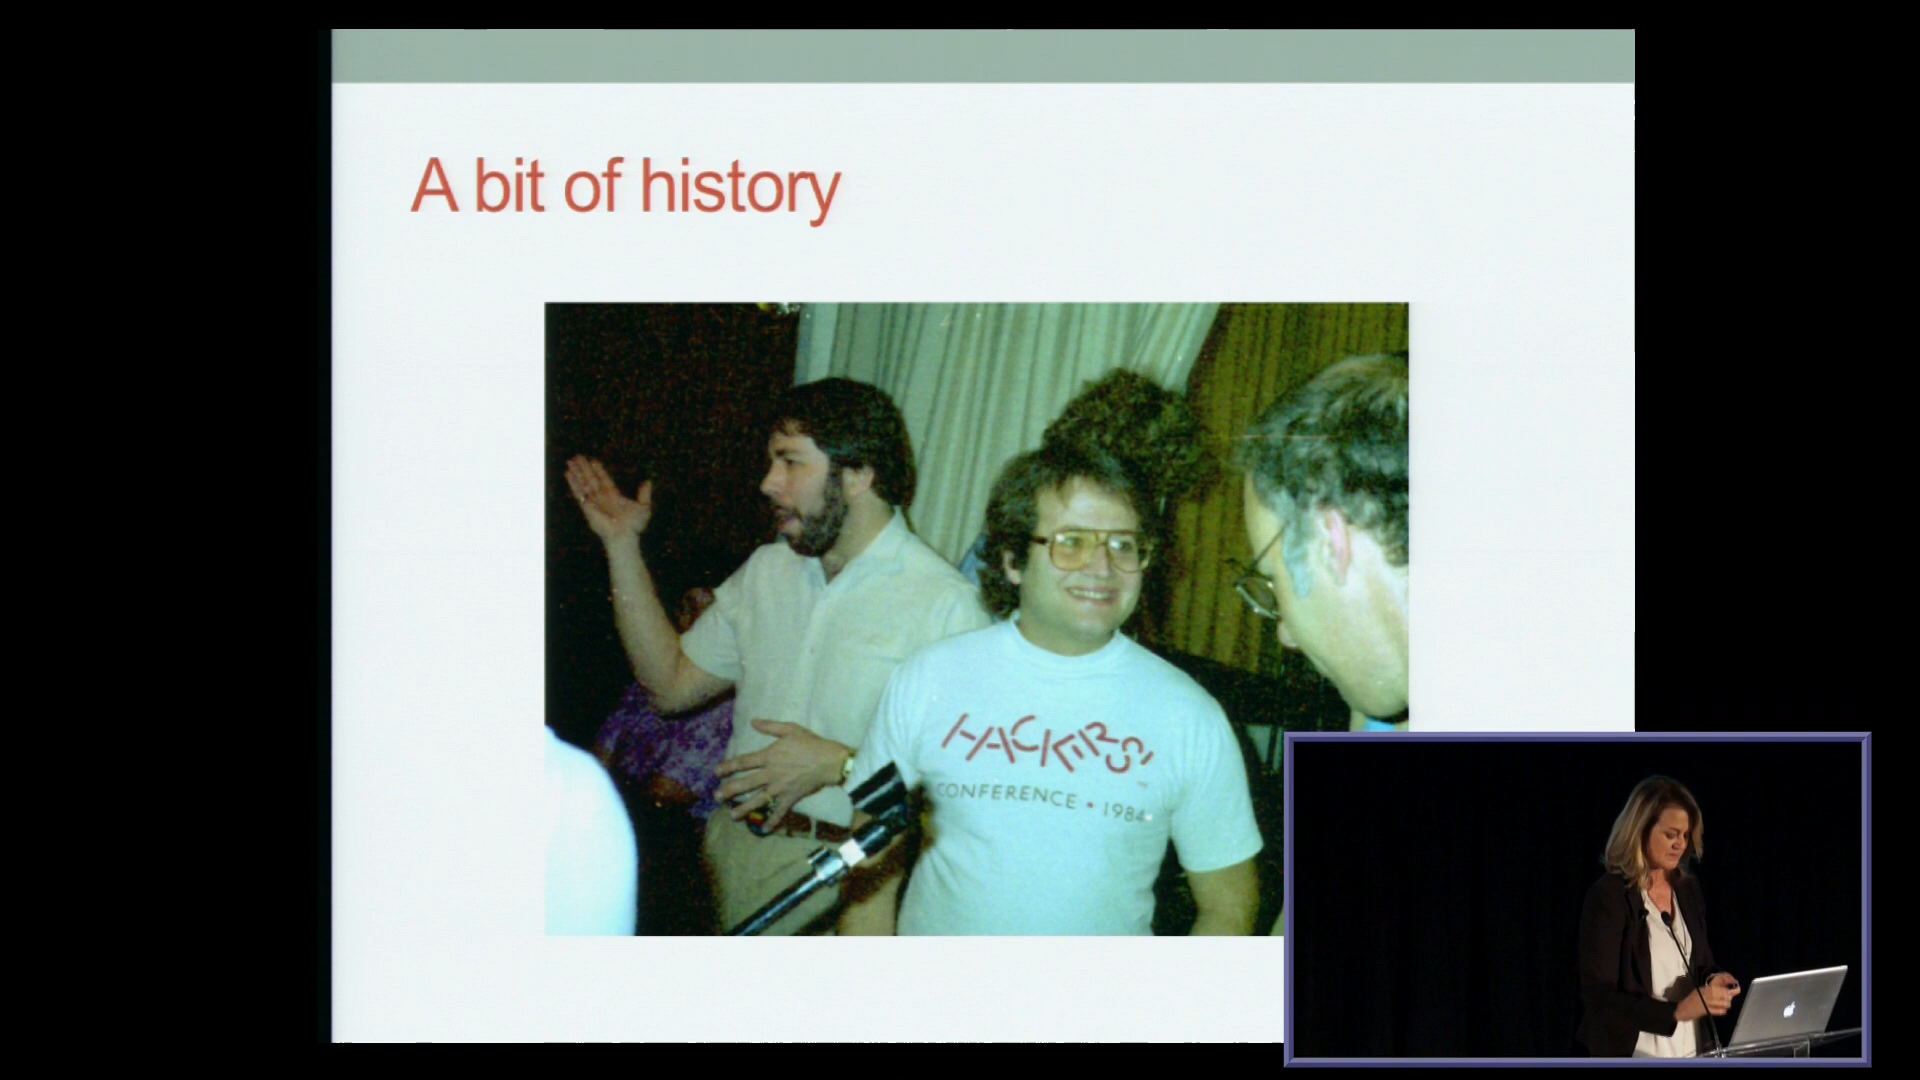 A bit of history
HACKERS
CONFERENCE • 1984